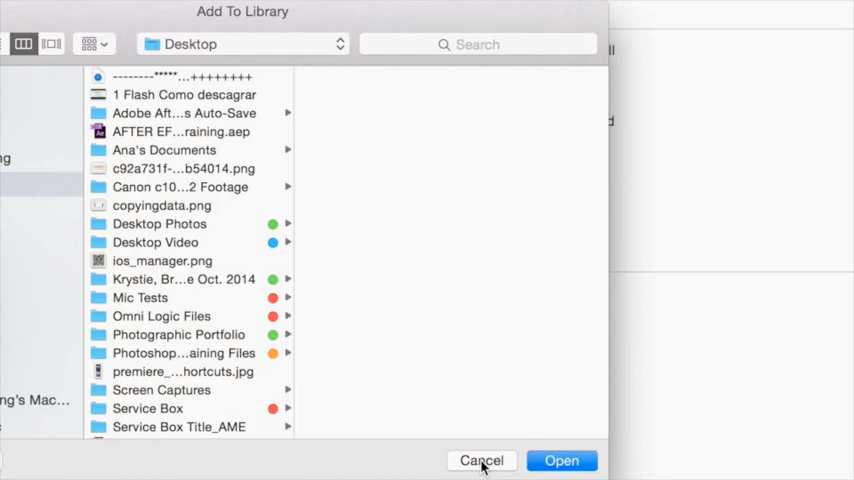 Add To Library
Desktop
Search
ll
--------*****...++++++++
1 Flash Como descagrar
Adobe Aft...s Auto-Save
d
AFTER EF...raining.aep
Ana's Documents
ng
c92a731f-...b54014.png
Canon c10...2 Footage
copyingdata.png
Desktop Photos
Desktop Video
ios_manager.png
Krystie, Br...e Oct. 2014
Mic Tests
Omni Logic Files
Photographic Portfolio
Photoshop...aining Files
premiere_...hortcuts.jpg
Screen Captures
ng's Mac...
Service Box
Service Box Title_AME
Cancel
Open